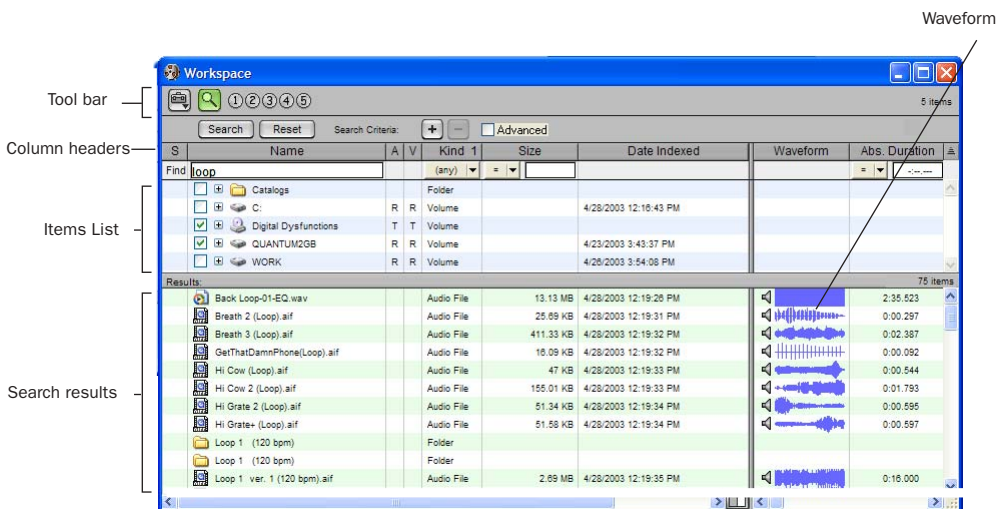 Waveform
Workspace
Tool bar
1 2 3 4 5
5 items
Search Reset Search Criteria: + − Advanced
Column headers
S Name A V Kind 1 Size Date Indexed Waveform Abs. Duration
Find loop (any) = = -:--.---
Items List
Catalogs Folder
C: R R Volume 4/28/2003 12:16:43 PM
Digital Dysfunctions T T Volume
QUANTUM2GB R R Volume 4/23/2003 3:43:37 PM
WORK R R Volume 4/26/2003 3:54:08 PM
Results: 75 items
Search results
Back Loop-01-EQ.wav Audio File 13.13 MB 4/28/2003 12:19:26 PM 2:35.523
Breath 2 (Loop).aif Audio File 25.69 KB 4/28/2003 12:19:31 PM 0:00.297
Breath 3 (Loop).aif Audio File 411.33 KB 4/28/2003 12:19:32 PM 0:02.387
GetThatDamnPhone(Loop).aif Audio File 16.09 KB 4/28/2003 12:19:32 PM 0:00.092
Hi Cow (Loop).aif Audio File 47 KB 4/28/2003 12:19:33 PM 0:00.544
Hi Cow 2 (Loop).aif Audio File 155.01 KB 4/28/2003 12:19:33 PM 0:01.793
Hi Grate 2 (Loop).aif Audio File 51.34 KB 4/28/2003 12:19:34 PM 0:00.595
Hi Grate+ (Loop).aif Audio File 51.58 KB 4/28/2003 12:19:34 PM 0:00.597
Loop 1 (120 bpm) Folder
Loop 1 (120 bpm) Folder
Loop 1 ver. 1 (120 bpm).aif Audio File 2.69 MB 4/28/2003 12:19:35 PM 0:16.000